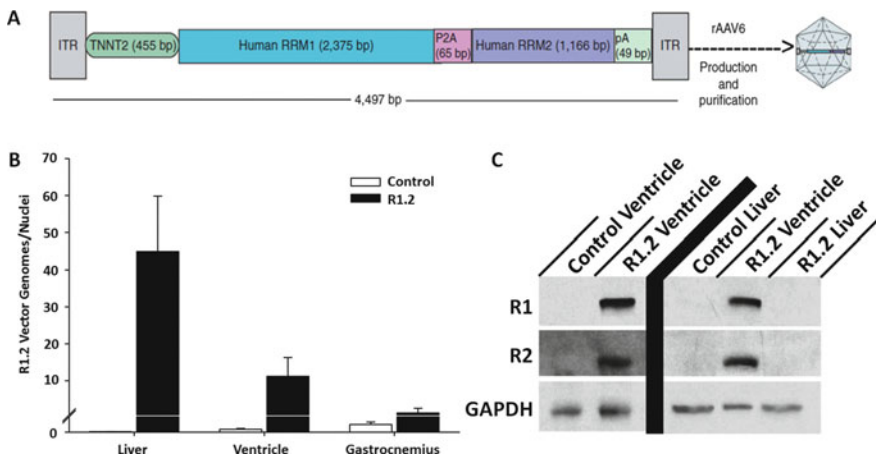 A
ITR
TNNT2 (455 bp)
Human RRM1 (2,375 bp)
P2A
(65 bp)
Human RRM2 (1,166 bp)
pA
(49 bp)
ITR
rAAV6
Production
and
purification
4,497 bp
B
R1.2 Vector Genomes/Nuclei
70
60
50
40
30
20
10
0
Control
R1.2
Liver
Ventricle
Gastrocnemius
C
Control Ventricle
R1.2 Ventricle
Control Liver
R1.2 Ventricle
R1.2 Liver
R1
R2
GAPDH